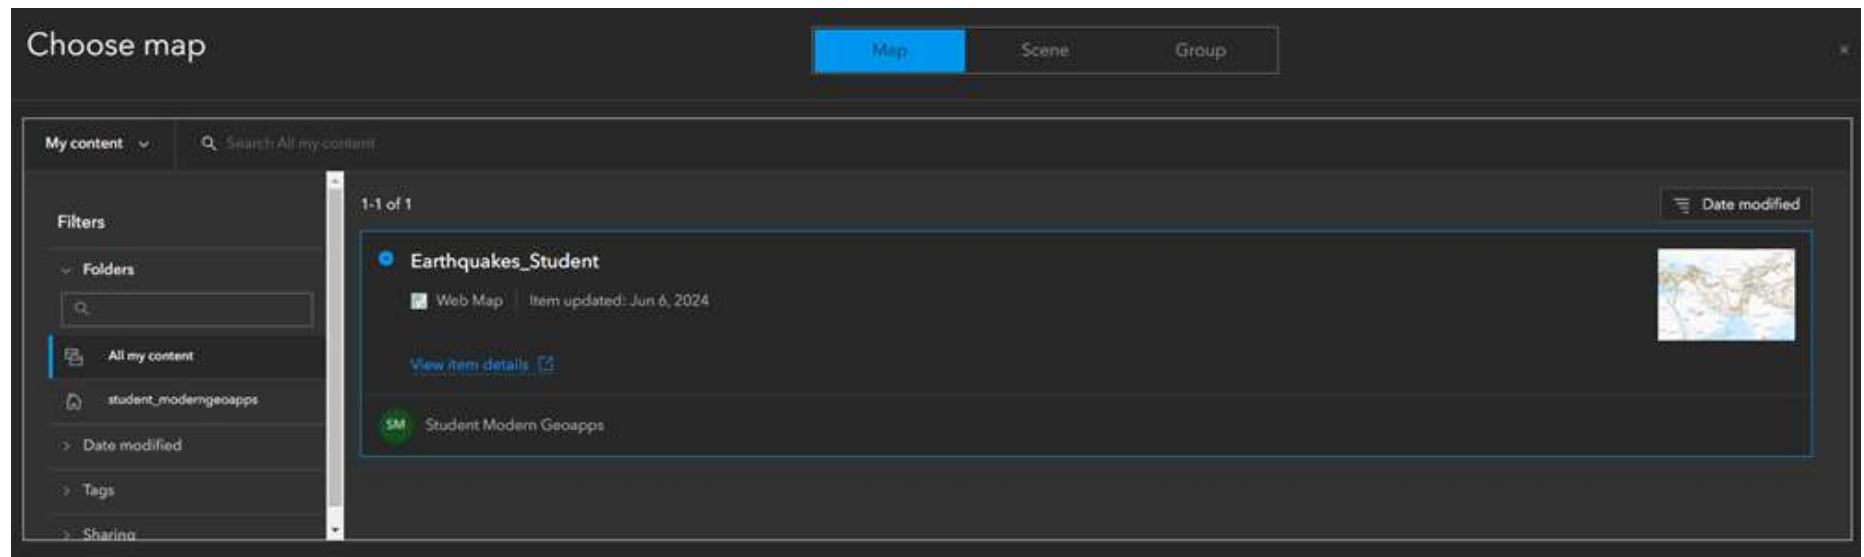 Choose map
Map Scene Group
My content Search All my content
Filters
Folders
All my content
student_moderngeoapps
Date modified
Tags
Sharing
1-1 of 1
Date modified
Earthquakes_Student
Web Map Item updated: Jun 6, 2024
View item details
SM Student Modern Geoapps